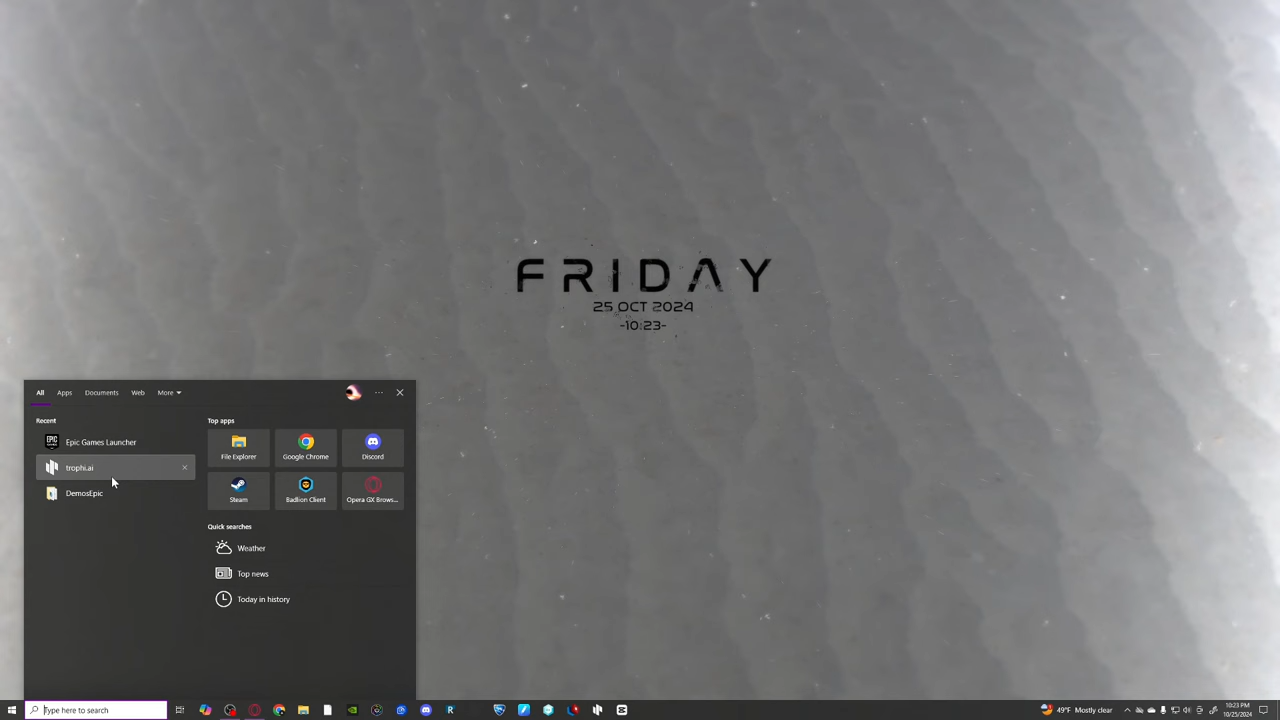 FRIDAY
25 OCT 2024
-10:23-
All Apps Documents Web More
Recent
Epic Games Launcher
trophi.ai
DemosEpic
Top apps
File Explorer Google Chrome Discord
Steam Badlion Client Opera GX Brows...
Quick searches
Weather
Top news
Today in history
Type here to search
49°F Mostly clear
10:23 PM
10/25/2024